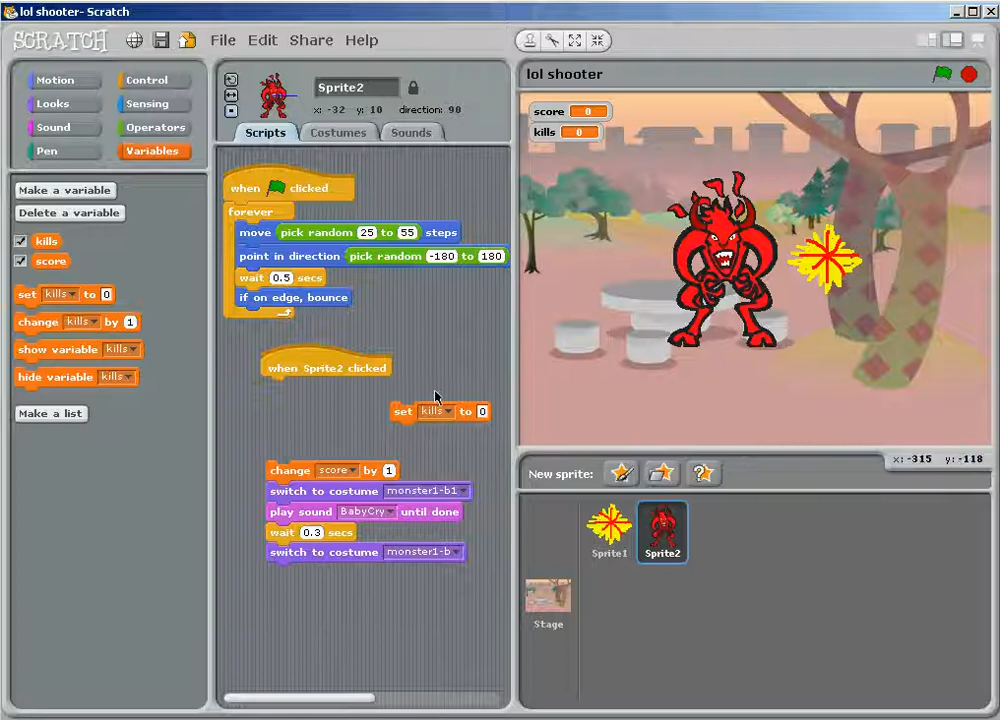 lol shooter- Scratch
SCRATCH File Edit Share Help
Motion Control
Looks Sensing
Sound Operators
Pen Variables
Make a variable
Delete a variable
kills
score
set kills to 0
change kills by 1
show variable kills
hide variable kills
Make a list
Sprite2
x: -32 y: 10 direction: 90
Scripts Costumes Sounds
when clicked
forever
move pick random 25 to 55 steps
point in direction pick random -180 to 180
wait 0.5 secs
if on edge, bounce
when Sprite2 clicked
set kills to 0
change score by 1
switch to costume monster1-b1
play sound BabyCry until done
wait 0.3 secs
switch to costume monster1-b
lol shooter
score 0
kills 0
x: -315 y: -118
New sprite:
Sprite1 Sprite2
Stage